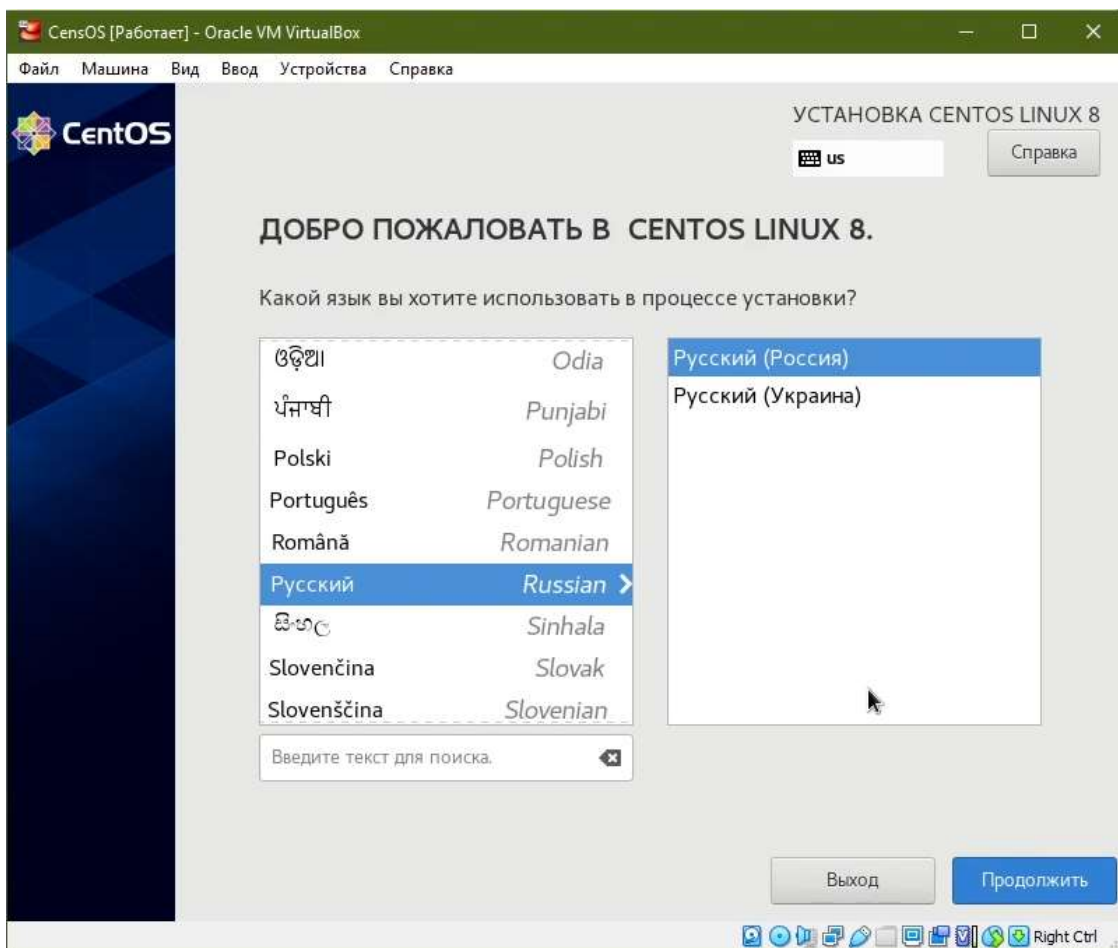 CensOS [Работает] - Oracle VM VirtualBox
Файл Машина Вид Ввод Устройства Справка
CentOS
УСТАНОВКА CENTOS LINUX 8
us
Справка
ДОБРО ПОЖАЛОВАТЬ В CENTOS LINUX 8.
Какой язык вы хотите использовать в процессе установки?
ଓଡ଼ିଆ Odia
ਪੰਜਾਬੀ Punjabi
Polski Polish
Português Portuguese
Română Romanian
Русский Russian
සිංහල Sinhala
Slovenčina Slovak
Slovenščina Slovenian
Русский (Россия)
Русский (Украина)
Введите текст для поиска.
Выход
Продолжить
Right Ctrl